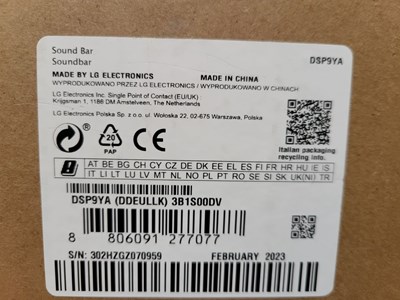 Sound Bar
Soundbar
DSP9YA
MADE BY LG ELECTRONICS MADE IN CHINA
WYPRODUKOWANO PRZEZ LG ELECTRONICS / WYPRODUKOWANO W CHINACH
LG Electronics Inc. Single Point of Contact (EU/UK)
Krijgsman 1, 1186 DM Amstelveen, The Netherlands
LG Electronics Polska Sp. z o.o. ul. Wołoska 22, 02-675 Warszawa, Polska
20
PAP
CE
Italian packaging
recycling info.
AT BE BG CH CY CZ DE DK EE EL ES FI FR HR HU IE IS
IT LI LT LU LV MT NL NO PL PT RO SE SI SK UK(NI) TR
DSP9YA (DDEULLK) 3B1S00DV
8 806091 277077
S/N: 302HZGZ070959
FEBRUARY 2023